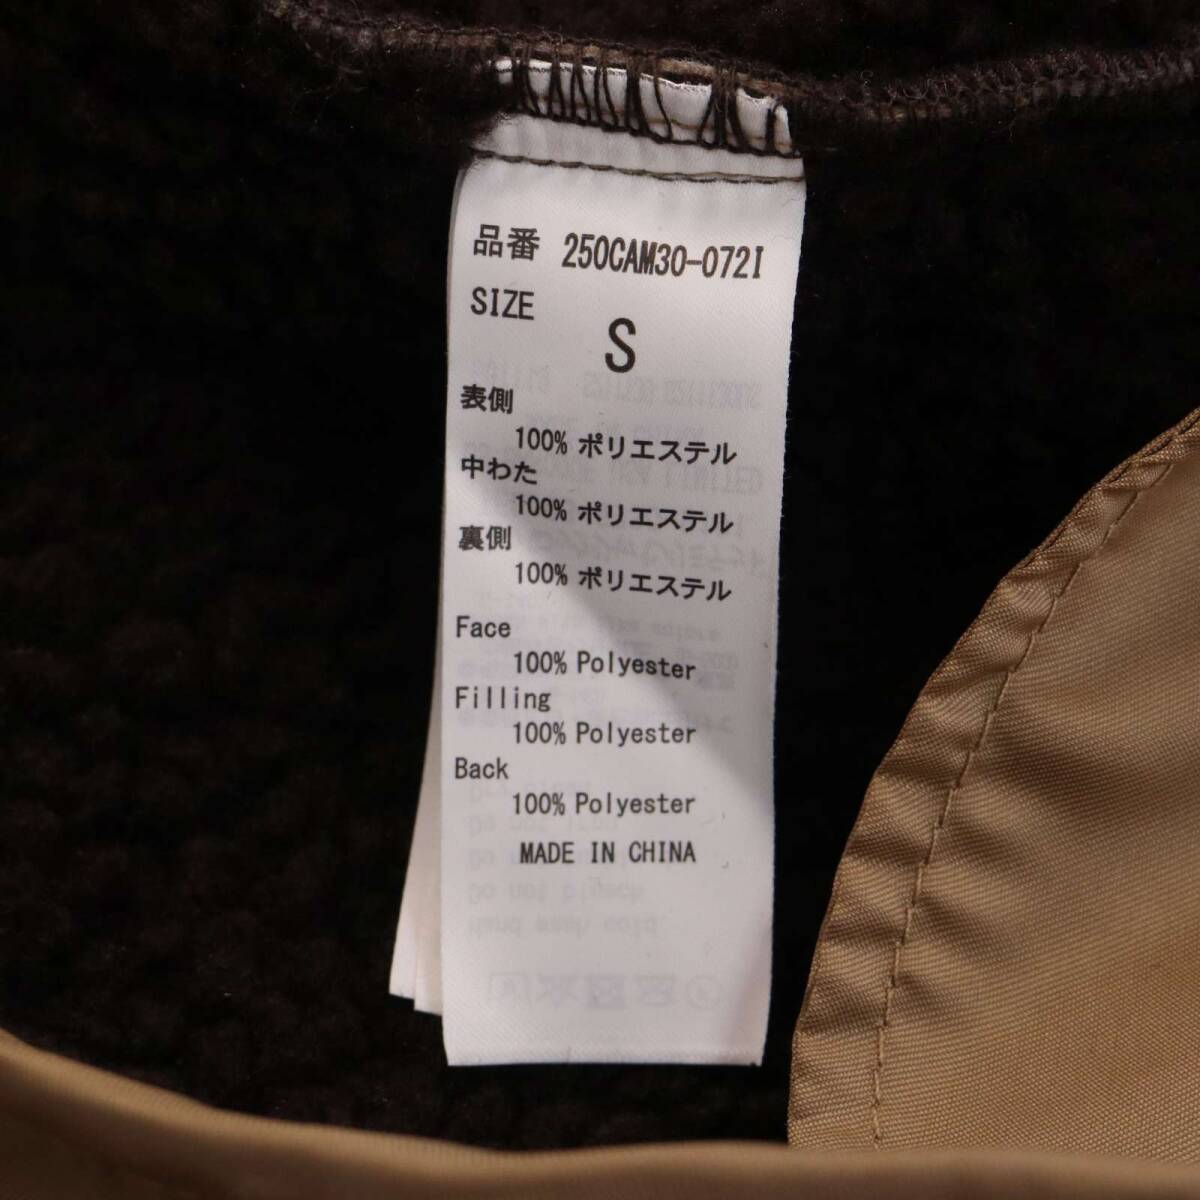 品番 250CAM30-072I
SIZE
S
表側
100% ポリエステル
中わた
100% ポリエステル
裏側
100% ポリエステル
Face
100% Polyester
Filling
100% Polyester
Back
100% Polyester
MADE IN CHINA